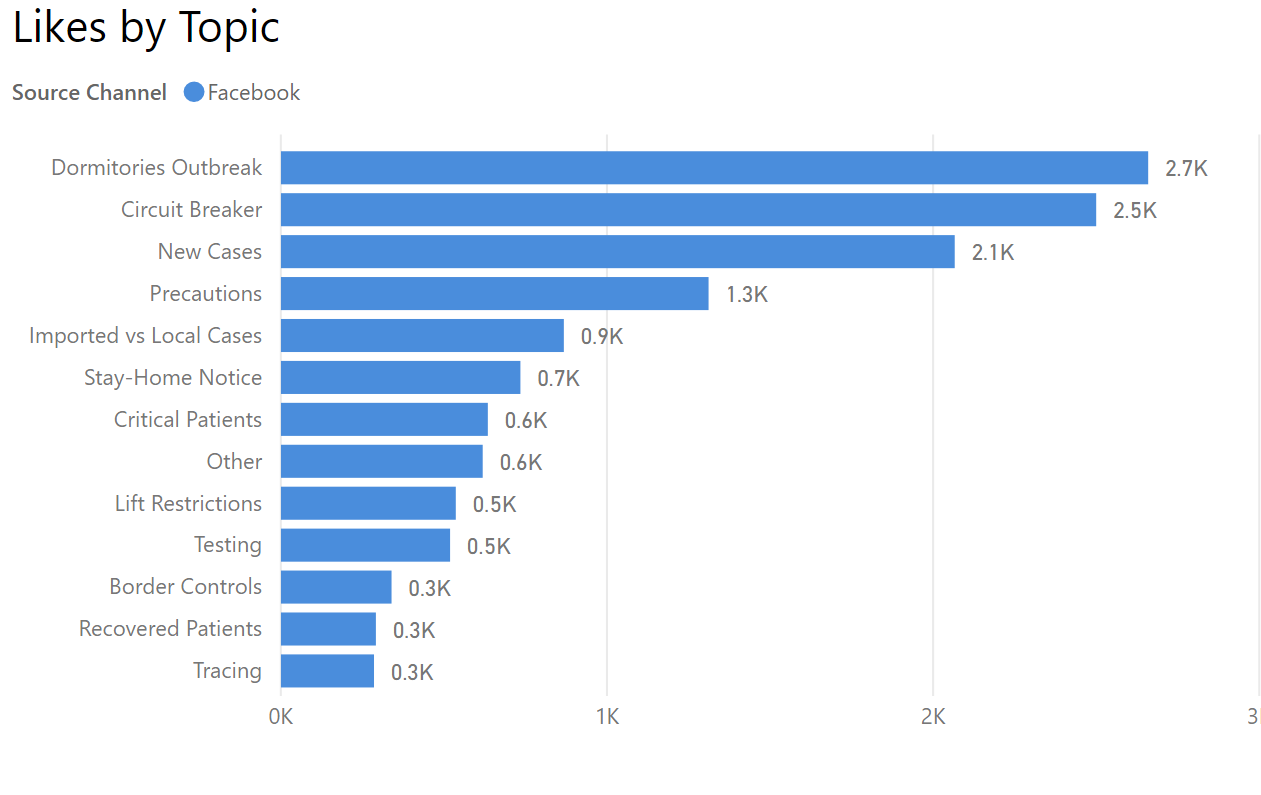 Likes by Topic
Source Channel Facebook
Dormitories Outbreak 2.7K
Circuit Breaker 2.5K
New Cases 2.1K
Precautions 1.3K
Imported vs Local Cases 0.9K
Stay-Home Notice 0.7K
Critical Patients 0.6K
Other 0.6K
Lift Restrictions 0.5K
Testing 0.5K
Border Controls 0.3K
Recovered Patients 0.3K
Tracing 0.3K
0K 1K 2K 3